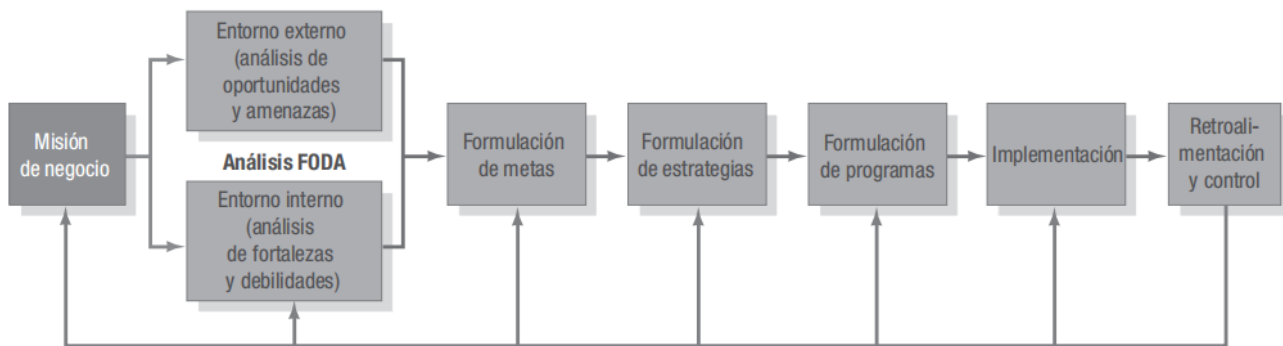 Misión
de negocio
Entorno externo
(análisis de
oportunidades
y amenazas)
Análisis FODA
Entorno interno
(análisis
de fortalezas
y debilidades)
Formulación
de metas
Formulación
de estrategias
Formulación
de programas
Implementación
Retroali-
mentación
y control